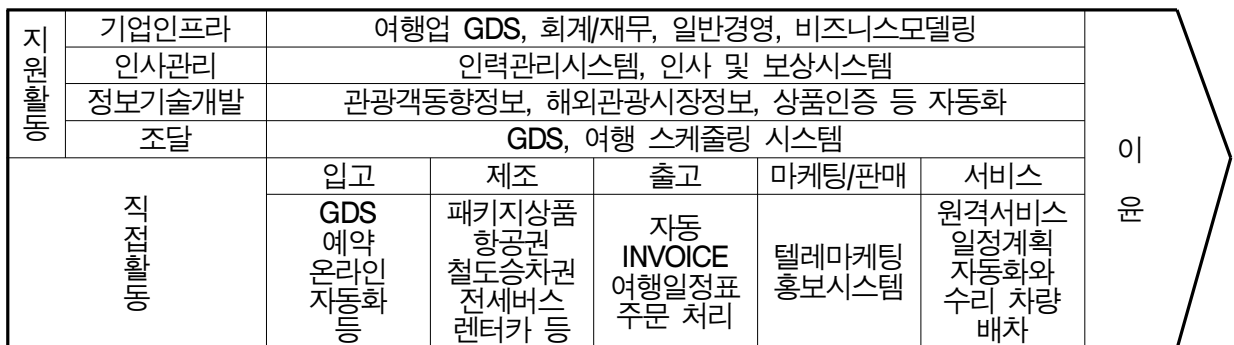 지원활동
기업인프라
여행업 GDS, 회계/재무, 일반경영, 비즈니스모델링
인사관리
인력관리시스템, 인사 및 보상시스템
정보기술개발
관광객동향정보, 해외관광시장정보, 상품인증 등 자동화
조달
GDS, 여행 스케줄링 시스템
직접활동
입고
제조
출고
마케팅/판매
서비스
GDS
예약
온라인
자동화
등
패키지상품
항공권
철도승차권
전세버스
렌터카 등
자동
INVOICE
여행일정표
주문 처리
텔레마케팅
홍보시스템
원격서비스
일정계획
자동화와
수리 차량
배차
이윤